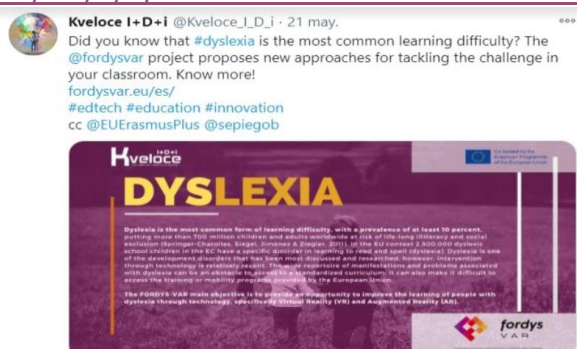 Kveloce I+D+i @Kveloce_I_D_i · 21 may.
Did you know that #dyslexia is the most common learning difficulty? The
@fordysvar project proposes new approaches for tackling the challenge in
your classroom. Know more!
fordysvar.eu/es/
#edtech #education #innovation
cc @EUErasmusPlus @sepiegob
I+D+i
Kveloce
Co-funded by the
Erasmus+ Programme
of the European Union
DYSLEXIA
Dyslexia is the most common form of learning difficulty, with a prevalence of at least 10 percent,
putting more than 700 million children and adults worldwide at risk of life-long illiteracy and social
exclusion (Springer-Charolles, Siegel, Jimenez & Ziegler, 2011). In the EU context 2.500.000 dyslexic
school children in the EC have a specific disorder in learning to read and spell (dyslexia). Dyslexia is one
of the development disorders that has been most discussed and researched, however, intervention
through technology is relatively recent. The wide repertoire of manifestations and problems associated
with dyslexia can be an obstacle to access to a standardized curriculum; it can also make it difficult to
access the training or mobility programs provided by the European Union.
The FORDYS-VAR main objective is to provide an opportunity to improve the learning of people with
dyslexia through technology, specifically Virtual Reality (VR) and Augmented Reality (AR).
fordys
VAR